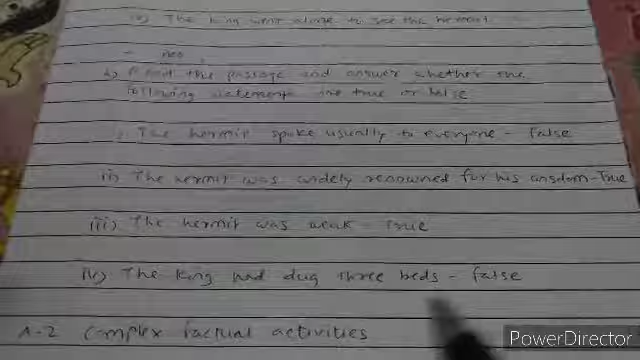 iv) The king went alone to see the hermit
- Yes.
b) Read the passage and answer whether the
following statements are true or false
i) The hermit spoke usually to everyone - false
ii) The hermit was widely renowned for his wisdom - True
iii) The hermit was weak - True
iv) The king had dug three beds - false
A-2 Complex factual activities
PowerDirector